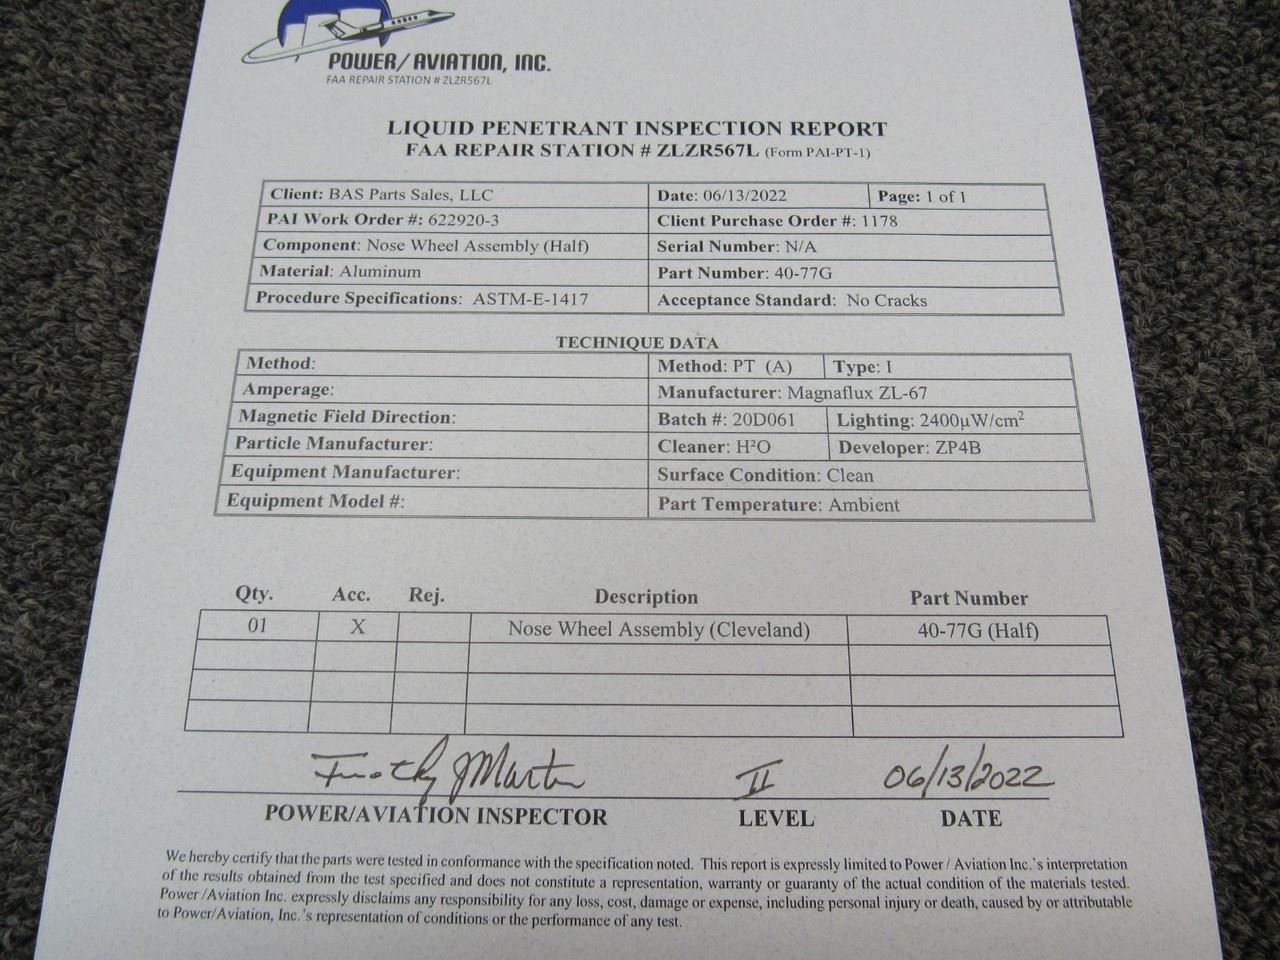 POWER/AVIATION, INC.
FAA REPAIR STATION # ZLZR567L
LIQUID PENETRANT INSPECTION REPORT
FAA REPAIR STATION # ZLZR567L (Form PAI-PT-1)
Client: BAS Parts Sales, LLC Date: 06/13/2022 Page: 1 of 1
PAI Work Order #: 622920-3 Client Purchase Order #: 1178
Component: Nose Wheel Assembly (Half) Serial Number: N/A
Material: Aluminum Part Number: 40-77G
Procedure Specifications: ASTM-E-1417 Acceptance Standard: No Cracks
TECHNIQUE DATA
Method: Method: PT (A) Type: I
Amperage: Manufacturer: Magnaflux ZL-67
Magnetic Field Direction: Batch #: 20D061 Lighting: 2400µW/cm²
Particle Manufacturer: Cleaner: H²O Developer: ZP4B
Equipment Manufacturer: Surface Condition: Clean
Equipment Model #: Part Temperature: Ambient
Qty. Acc. Rej. Description Part Number
01 X Nose Wheel Assembly (Cleveland) 40-77G (Half)
Timothy J Martin II 06/13/2022
POWER/AVIATION INSPECTOR LEVEL DATE
We hereby certify that the parts were tested in conformance with the specification noted. This report is expressly limited to Power / Aviation Inc.'s interpretation
of the results obtained from the test specified and does not constitute a representation, warranty or guaranty of the actual condition of the materials tested.
Power /Aviation Inc. expressly disclaims any responsibility for any loss, cost, damage or expense, including personal injury or death, caused by or attributable
to Power/Aviation, Inc.'s representation of conditions or the performance of any test.